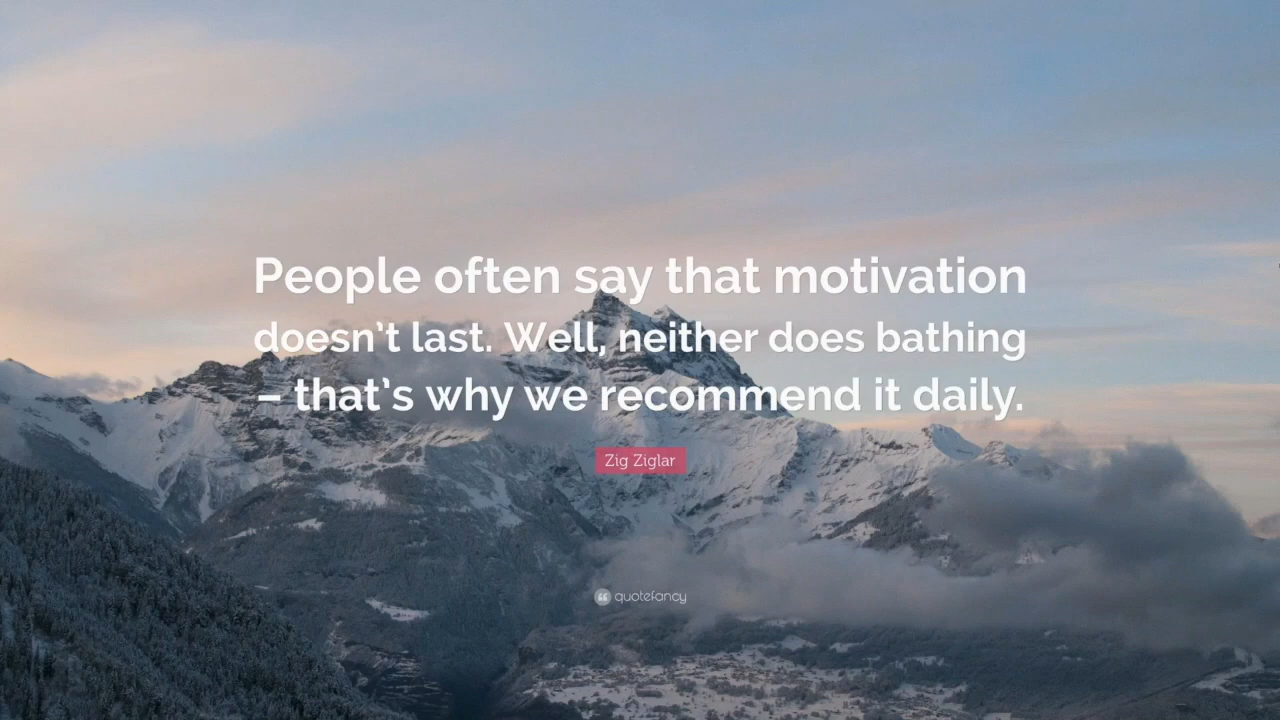 People often say that motivation
doesn’t last. Well, neither does bathing
– that’s why we recommend it daily.
Zig Ziglar
quotefancy